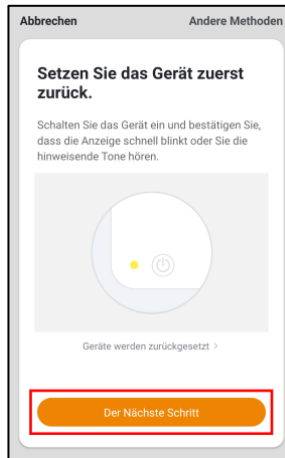 Abbrechen Andere Methoden
Setzen Sie das Gerät zuerst
zurück.
Schalten Sie das Gerät ein und bestätigen Sie,
dass die Anzeige schnell blinkt oder Sie die
hinweisende Tone hören.
Geräte werden zurückgesetzt >
Der Nächste Schritt